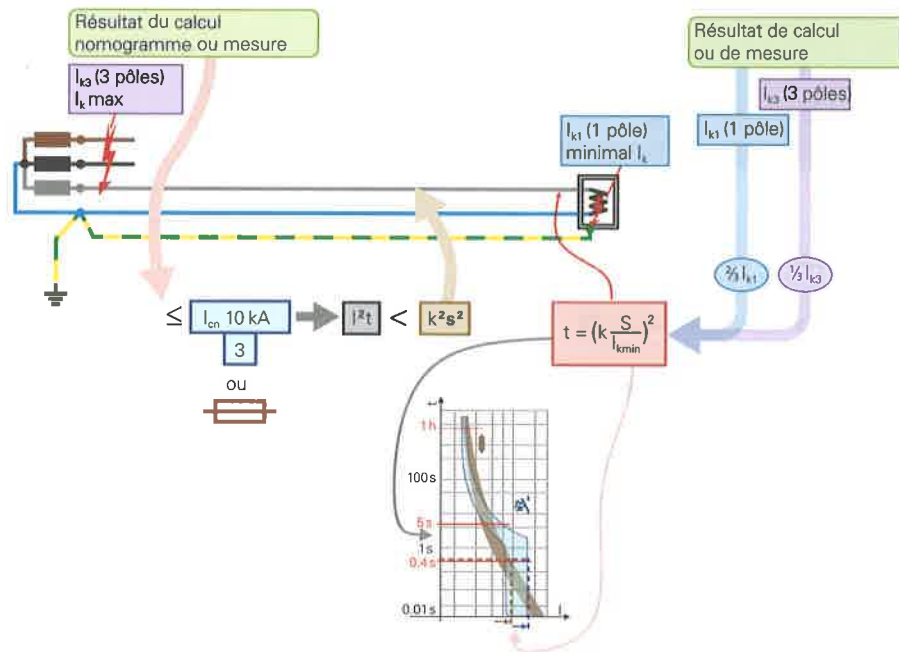 Résultat du calcul
nomogramme ou mesure
Résultat de calcul
ou de mesure
Ik3 (3 pôles)
Ik max
Ik1 (1 pôle)
minimal Ik
Ik1 (1 pôle)
Ik3 (3 pôles)
⅔ Ik1
⅓ Ik3
≤
Icn 10 kA
3
I²t
<
k²s²
t = (k S/Ikmin)²
ou
t
1h
100s
5s
1s
0.4s
0.01s
I